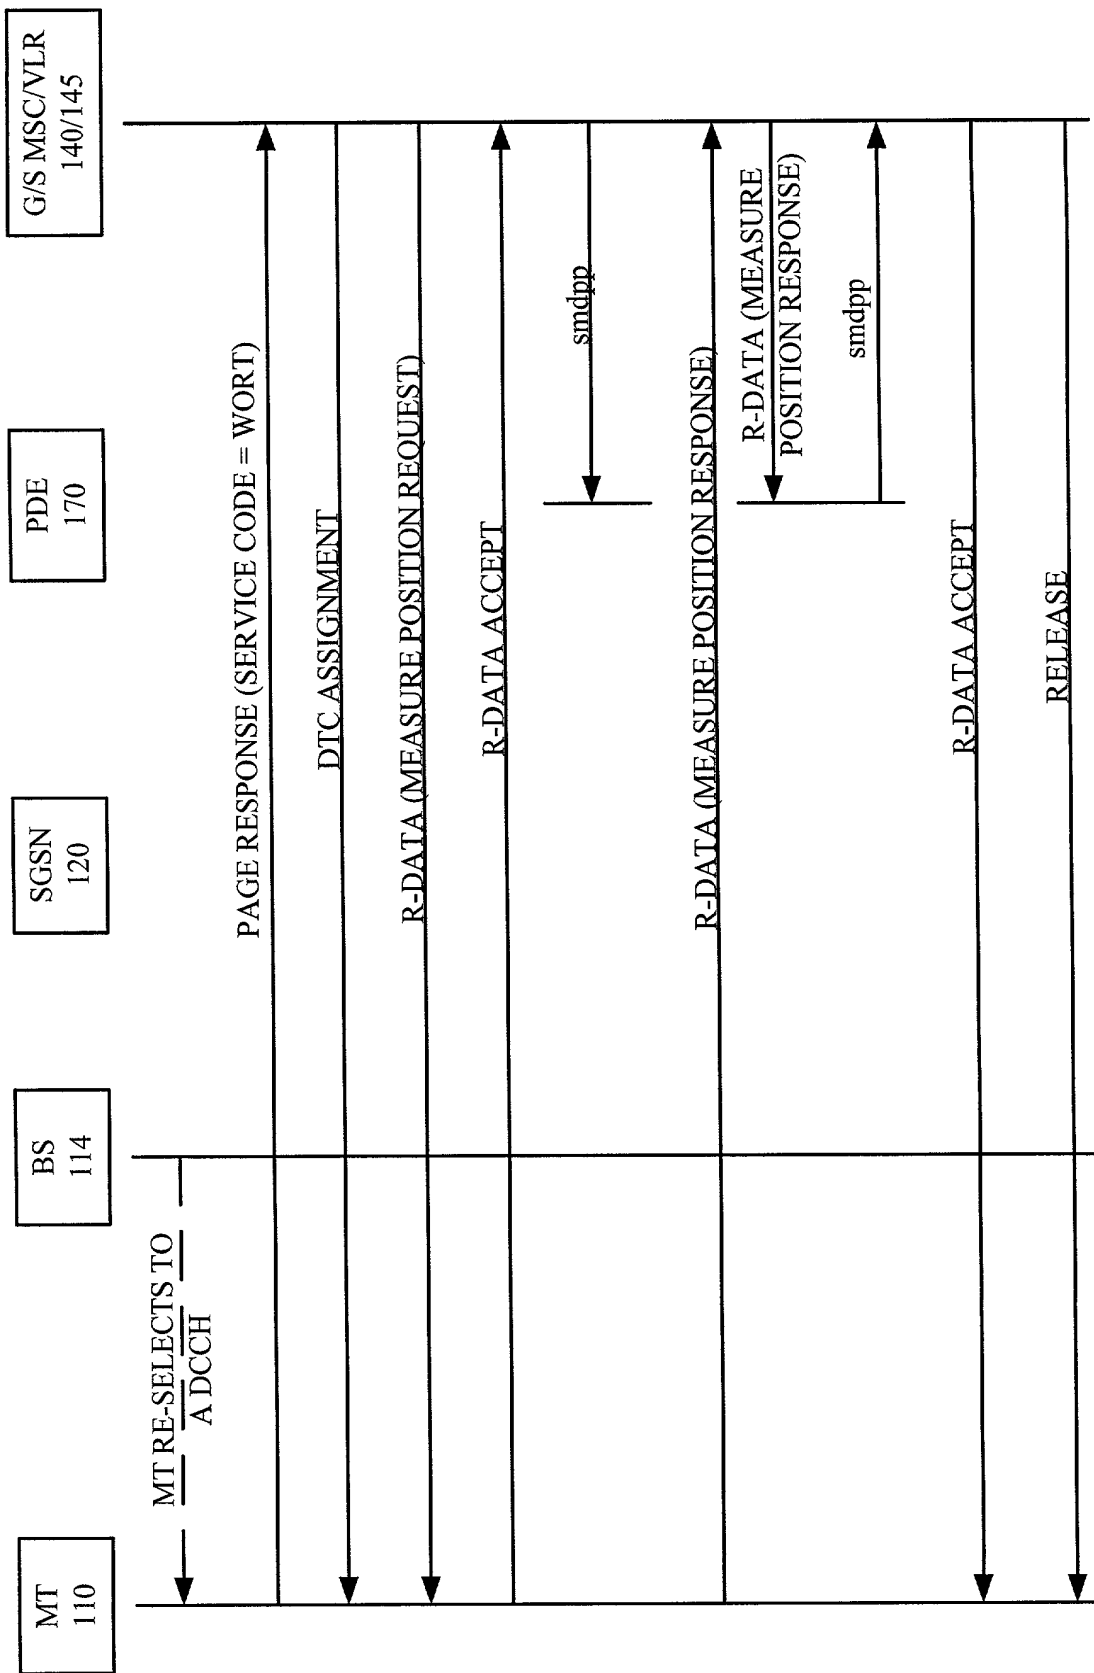 MT
110
BS
114
SGSN
120
PDE
170
G/S MSC/VLR
140/145
MT RE-SELECTS TO
A DCCH
PAGE RESPONSE (SERVICE CODE = WORT)
DTC ASSIGNMENT
R-DATA (MEASURE POSITION REQUEST)
R-DATA ACCEPT
smdpp
R-DATA (MEASURE POSITION RESPONSE)
R-DATA (MEASURE
POSITION RESPONSE)
smdpp
R-DATA ACCEPT
RELEASE